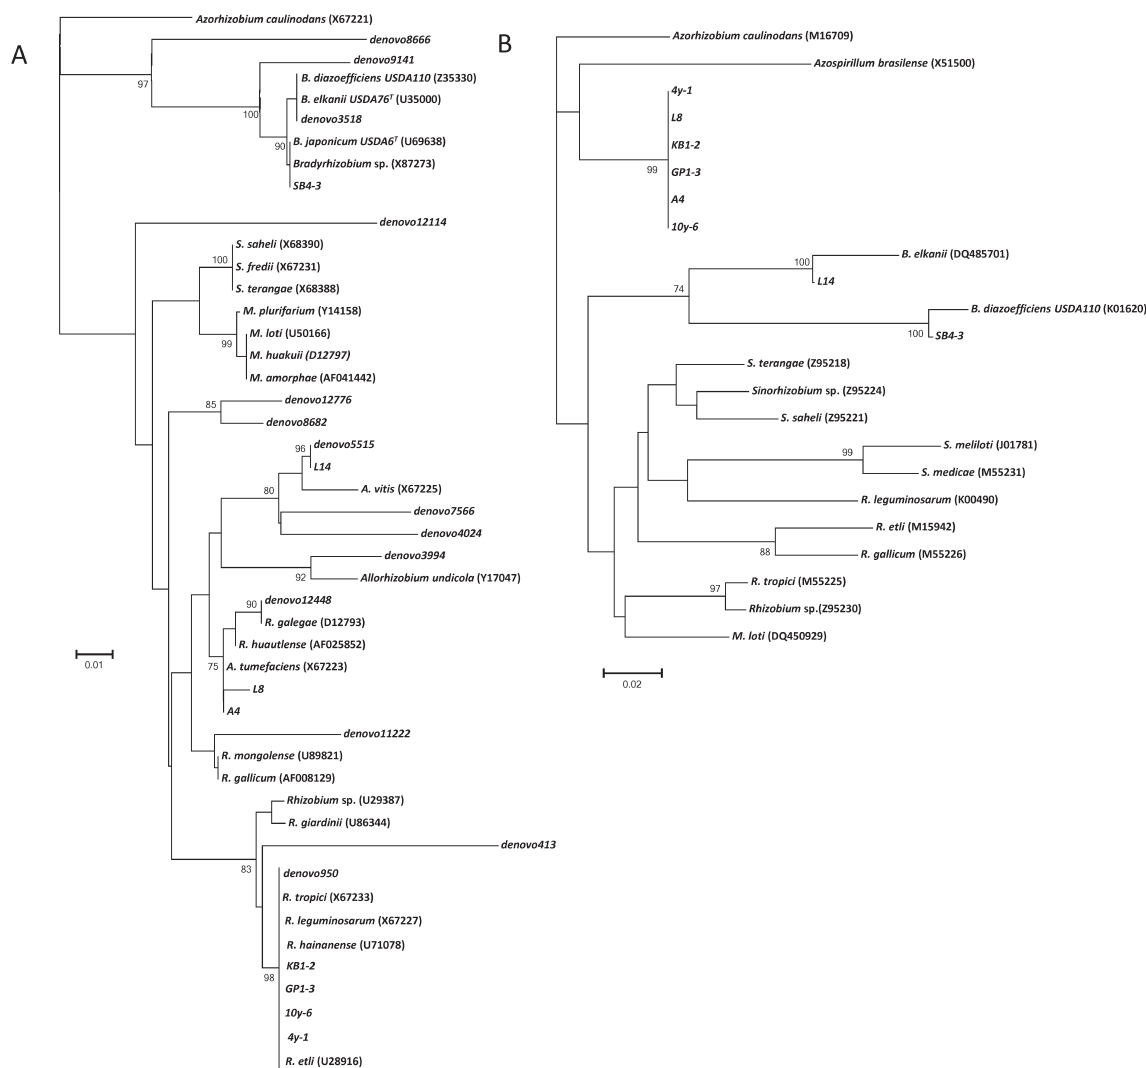 A
Azorhizobium caulinodans (X67221)
denovo8666
97
denovo9141
B. diazoefficiens USDA110 (Z35330)
B. elkanii USDA76T (U35000)
100
denovo3518
B. japonicum USDA6T (U69638)
90
Bradyrhizobium sp. (X87273)
SB4-3
denovo12114
S. saheli (X68390)
100
S. fredii (X67231)
S. terangae (X68388)
M. plurifarium (Y14158)
M. loti (U50166)
99
M. huakuii (D12797)
M. amorphae (AF041442)
denovo12776
85
denovo8682
denovo5515
96
L14
80
A. vitis (X67225)
denovo7566
denovo4024
denovo3994
92
Allorhizobium undicola (Y17047)
denovo12448
90
R. galegae (D12793)
R. huautlense (AF025852)
75
A. tumefaciens (X67223)
L8
A4
denovo11222
R. mongolense (U89821)
R. gallicum (AF008129)
Rhizobium sp. (U29387)
R. giardinii (U86344)
denovo413
83
denovo950
R. tropici (X67233)
R. leguminosarum (X67227)
R. hainanense (U71078)
KB1-2
98
GP1-3
10y-6
4y-1
R. etli (U28916)
0.01
B
Azorhizobium caulinodans (M16709)
Azospirillum brasilense (X51500)
4y-1
L8
KB1-2
99
GP1-3
A4
10y-6
B. elkanii (DQ485701)
100
L14
74
B. diazoefficiens USDA110 (K01620)
100
SB4-3
S. terangae (Z95218)
Sinorhizobium sp. (Z95224)
S. saheli (Z95221)
S. meliloti (J01781)
99
S. medicae (M55231)
R. leguminosarum (K00490)
R. etli (M15942)
88
R. gallicum (M55226)
R. tropici (M55225)
97
Rhizobium sp.(Z95230)
M. loti (DQ450929)
0.02